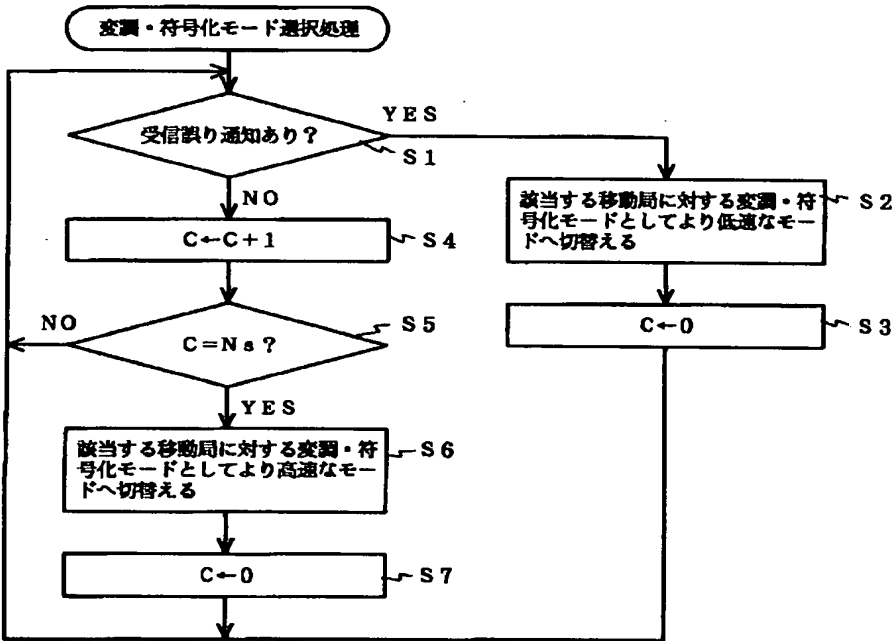 変調・符号化モード選択処理
受信誤り通知あり？
YES
S1
NO
該当する移動局に対する変調・符
号化モードとしてより低速なモー
ドへ切替える
S2
C←C+1
S4
C←0
S3
C=Ns？
S5
NO
YES
該当する移動局に対する変調・符
号化モードとしてより高速なモー
ドへ切替える
S6
C←0
S7